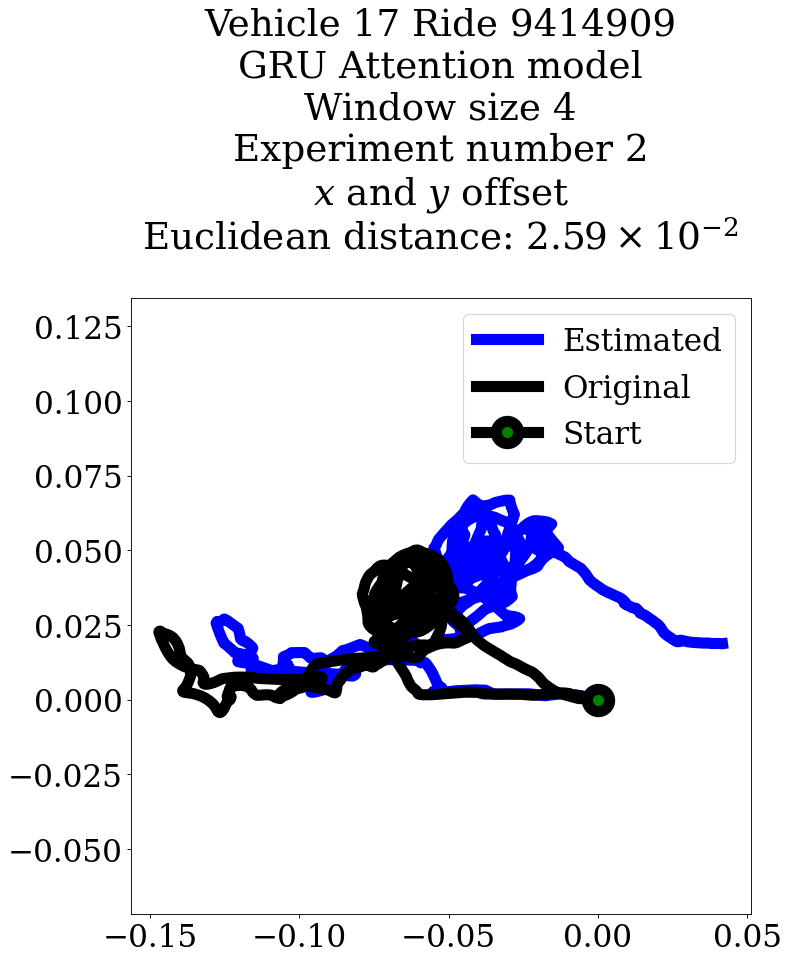 Vehicle 17 Ride 9414909
GRU Attention model
Window size 4
Experiment number 2
x and y offset
Euclidean distance: 2.59 × 10⁻²
Estimated
Original
Start
0.125
0.100
0.075
0.050
0.025
0.000
−0.025
−0.050
−0.15 −0.10 −0.05 0.00 0.05